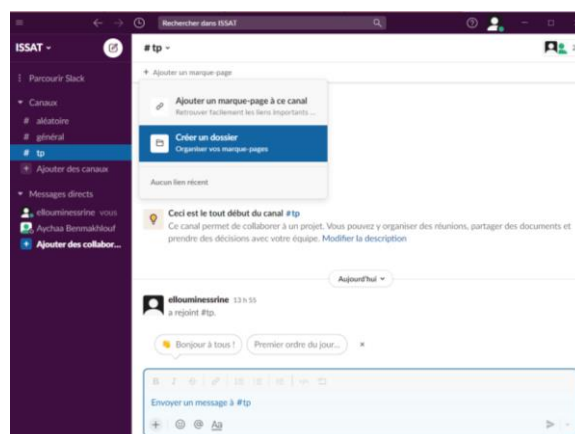 Rechercher dans ISSAT
ISSAT
# tp
Parcourir Slack
Canaux
# aléatoire
# général
# tp
+ Ajouter des canaux
Messages directs
ellouminessrine vous
Aychaa Benmakhlouf
+ Ajouter des collabor...
+ Ajouter un marque-page
Ajouter un marque-page à ce canal
Retrouver facilement les liens importants ...
Créer un dossier
Organiser vos marque-pages
Aucun lien récent
Ceci est le tout début du canal #tp
Ce canal permet de collaborer à un projet. Vous pouvez y organiser des réunions, partager des documents et
prendre des décisions avec votre équipe. Modifier la description
Aujourd'hui
ellouminessrine 13 h 55
a rejoint #tp.
Bonjour à tous !
Premier ordre du jour...
B I S
Envoyer un message à #tp
+ @ Aa